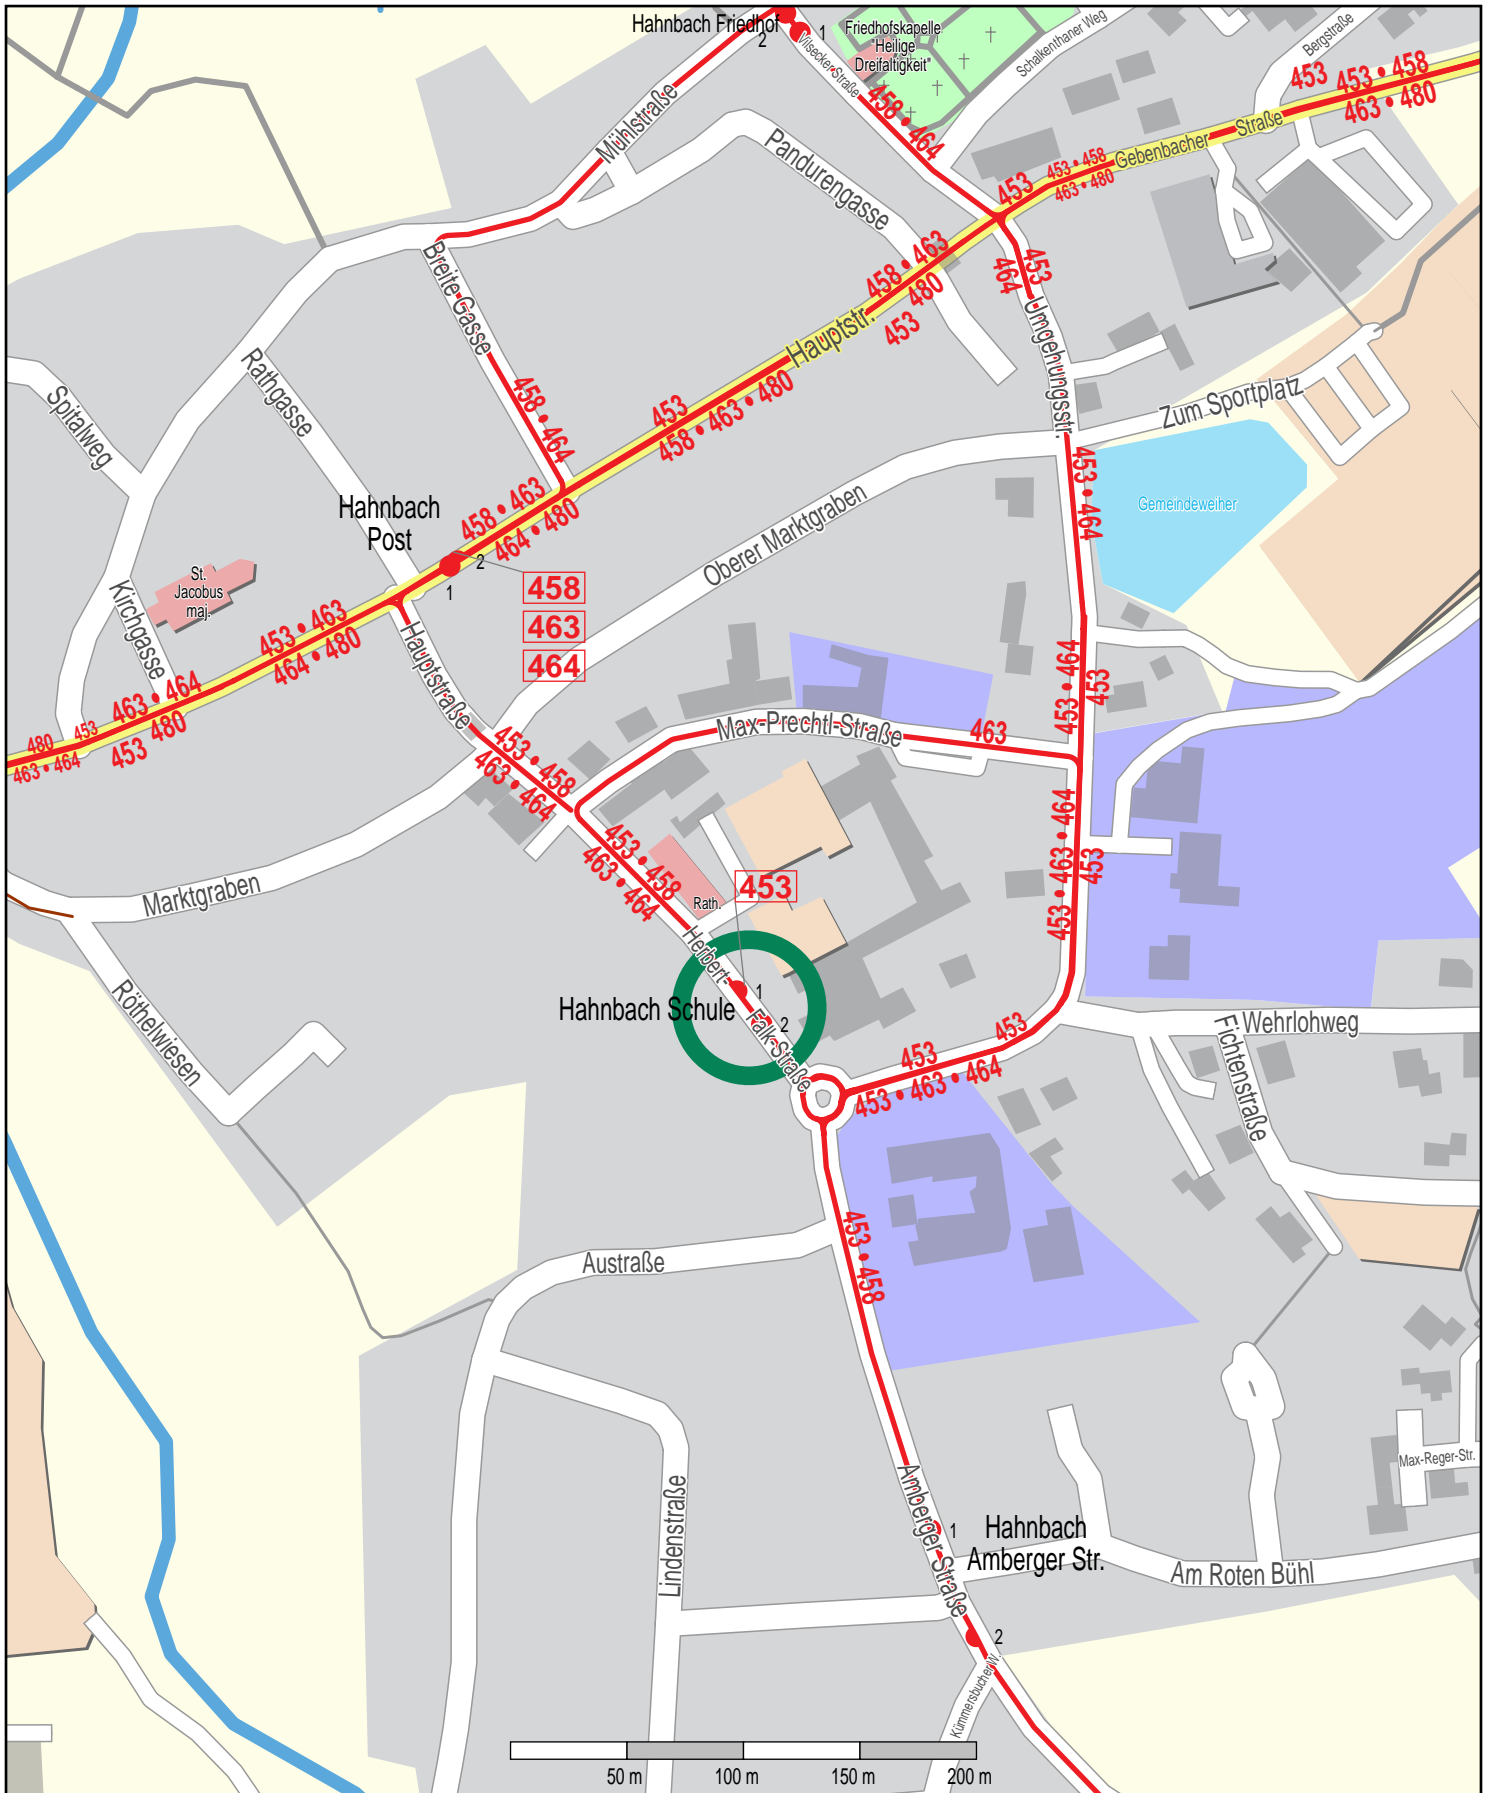 Hahnbach Friedhof
1
2
Vilsecker Straße
Friedhofskapelle
"Heilige
Dreifaltigkeit"
Schalkenthaner Weg
Bergstraße
453
453 • 458
463 • 480
Mühlstraße
458 • 464
Pandurengasse
Gebenbacher
Straße
453
453 • 458
463 • 480
Breite Gasse
458 • 463
480
453
464
453
Umgehungsstr.
Hauptstr.
Rathgasse
Spitalweg
458 • 464
453
458 • 463 • 480
Zum Sportplatz
Gemeindeweiher
453 • 464
Hahnbach
Post
458 • 463
464 • 480
2
1
Oberer Marktgraben
458
463
464
St.
Jacobus
maj.
Kirchgasse
453 • 463
464 • 480
Hauptstraße
463 • 464
453 480
480
453
463 • 464
453 • 464
453
Max-Prechtl-Straße
463
453 • 458
463 • 464
453 • 458
463 • 464
453 • 463 • 464
453
Marktgraben
Rath.
453
Herbert-
Falk-Straße
Hahnbach Schule
1
2
Röthelwiesen
453
453
453 • 463 • 464
Wehrlohweg
Fichtenstraße
Austraße
453 • 458
Lindenstraße
Amberger Straße
1
Hahnbach
Amberger Str.
2
Am Roten Bühl
Max-Reger-Str.
Kümmersbucher W.
50 m
100 m
150 m
200 m